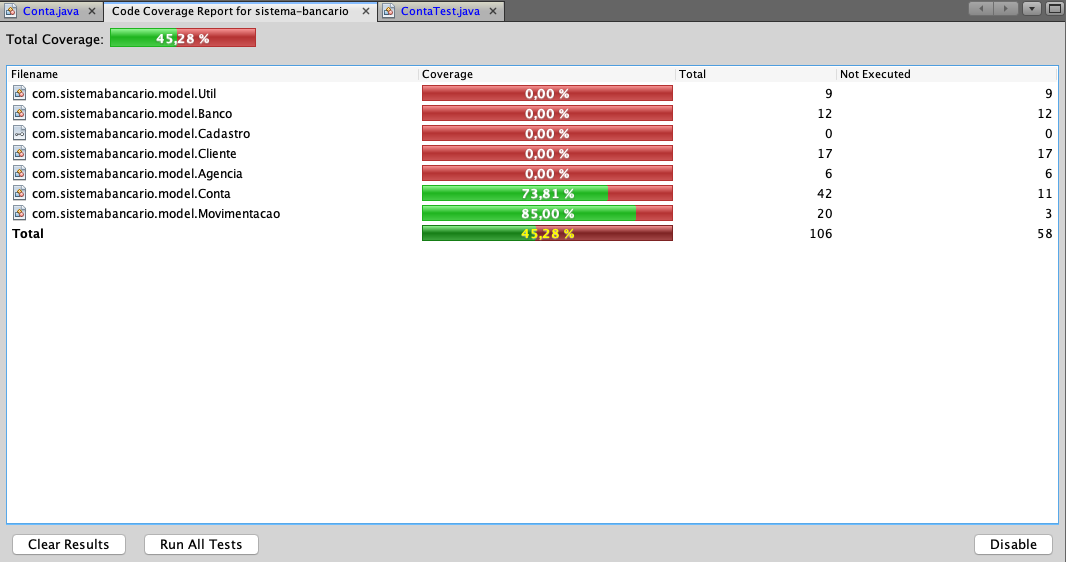 Conta.java Code Coverage Report for sistema-bancario ContaTest.java
Total Coverage: 45,28 %
Filename Coverage Total Not Executed
com.sistemabancario.model.Util 0,00 % 9 9
com.sistemabancario.model.Banco 0,00 % 12 12
com.sistemabancario.model.Cadastro 0,00 % 0 0
com.sistemabancario.model.Cliente 0,00 % 17 17
com.sistemabancario.model.Agencia 0,00 % 6 6
com.sistemabancario.model.Conta 73,81 % 42 11
com.sistemabancario.model.Movimentacao 85,00 % 20 3
Total 45,28 % 106 58
Clear Results Run All Tests Disable